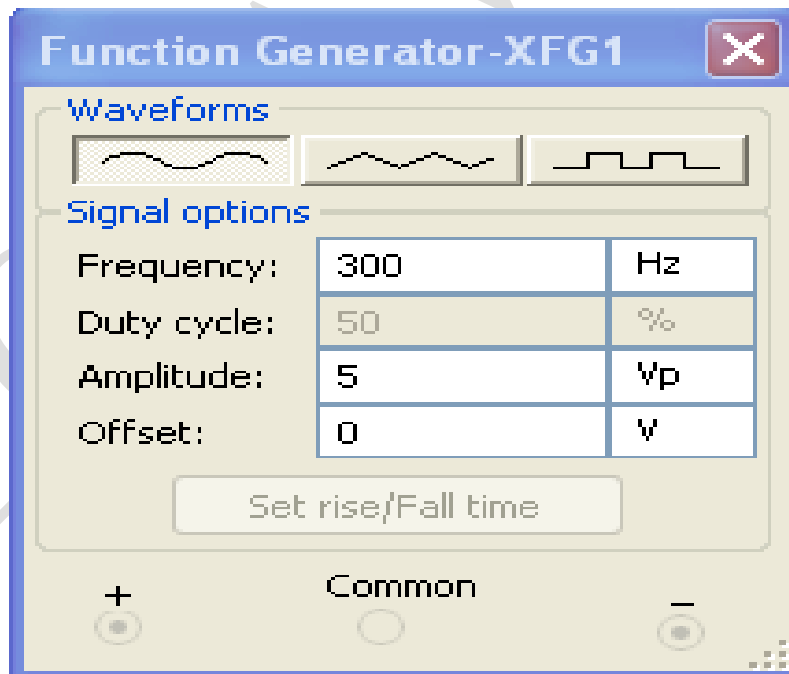 Function Generator-XFG1
Waveforms
Signal options
Frequency: 300 Hz
Duty cycle: 50 %
Amplitude: 5 Vp
Offset: 0 V
Set rise/Fall time
+ Common −